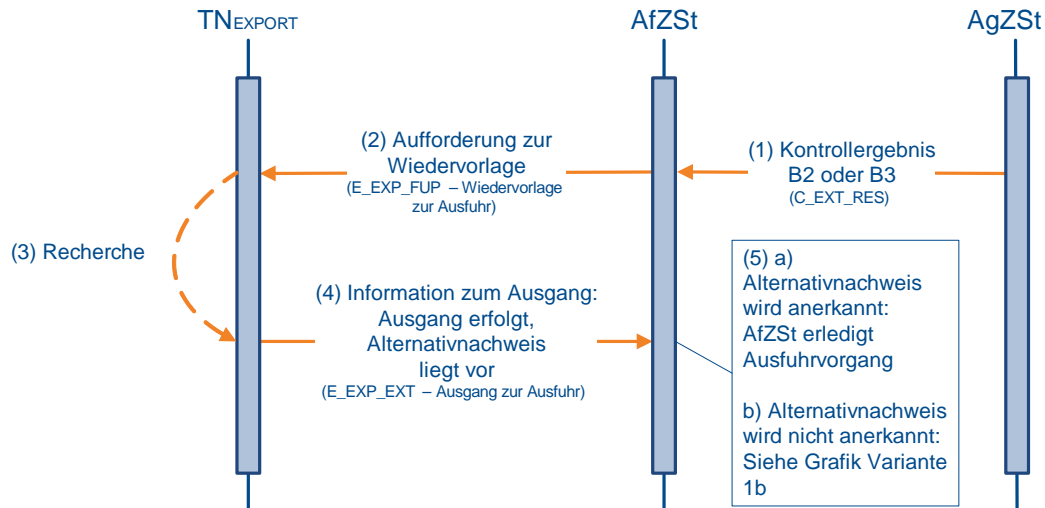 TNEXPORT
AfZSt
AgZSt
(1) Kontrollergebnis
B2 oder B3
(C_EXT_RES)
(2) Aufforderung zur
Wiedervorlage
(E_EXP_FUP – Wiedervorlage
zur Ausfuhr)
(3) Recherche
(4) Information zum Ausgang:
Ausgang erfolgt,
Alternativnachweis
liegt vor
(E_EXP_EXT – Ausgang zur Ausfuhr)
(5) a)
Alternativnachweis
wird anerkannt:
AfZSt erledigt
Ausfuhrvorgang
b) Alternativnachweis
wird nicht anerkannt:
Siehe Grafik Variante
1b